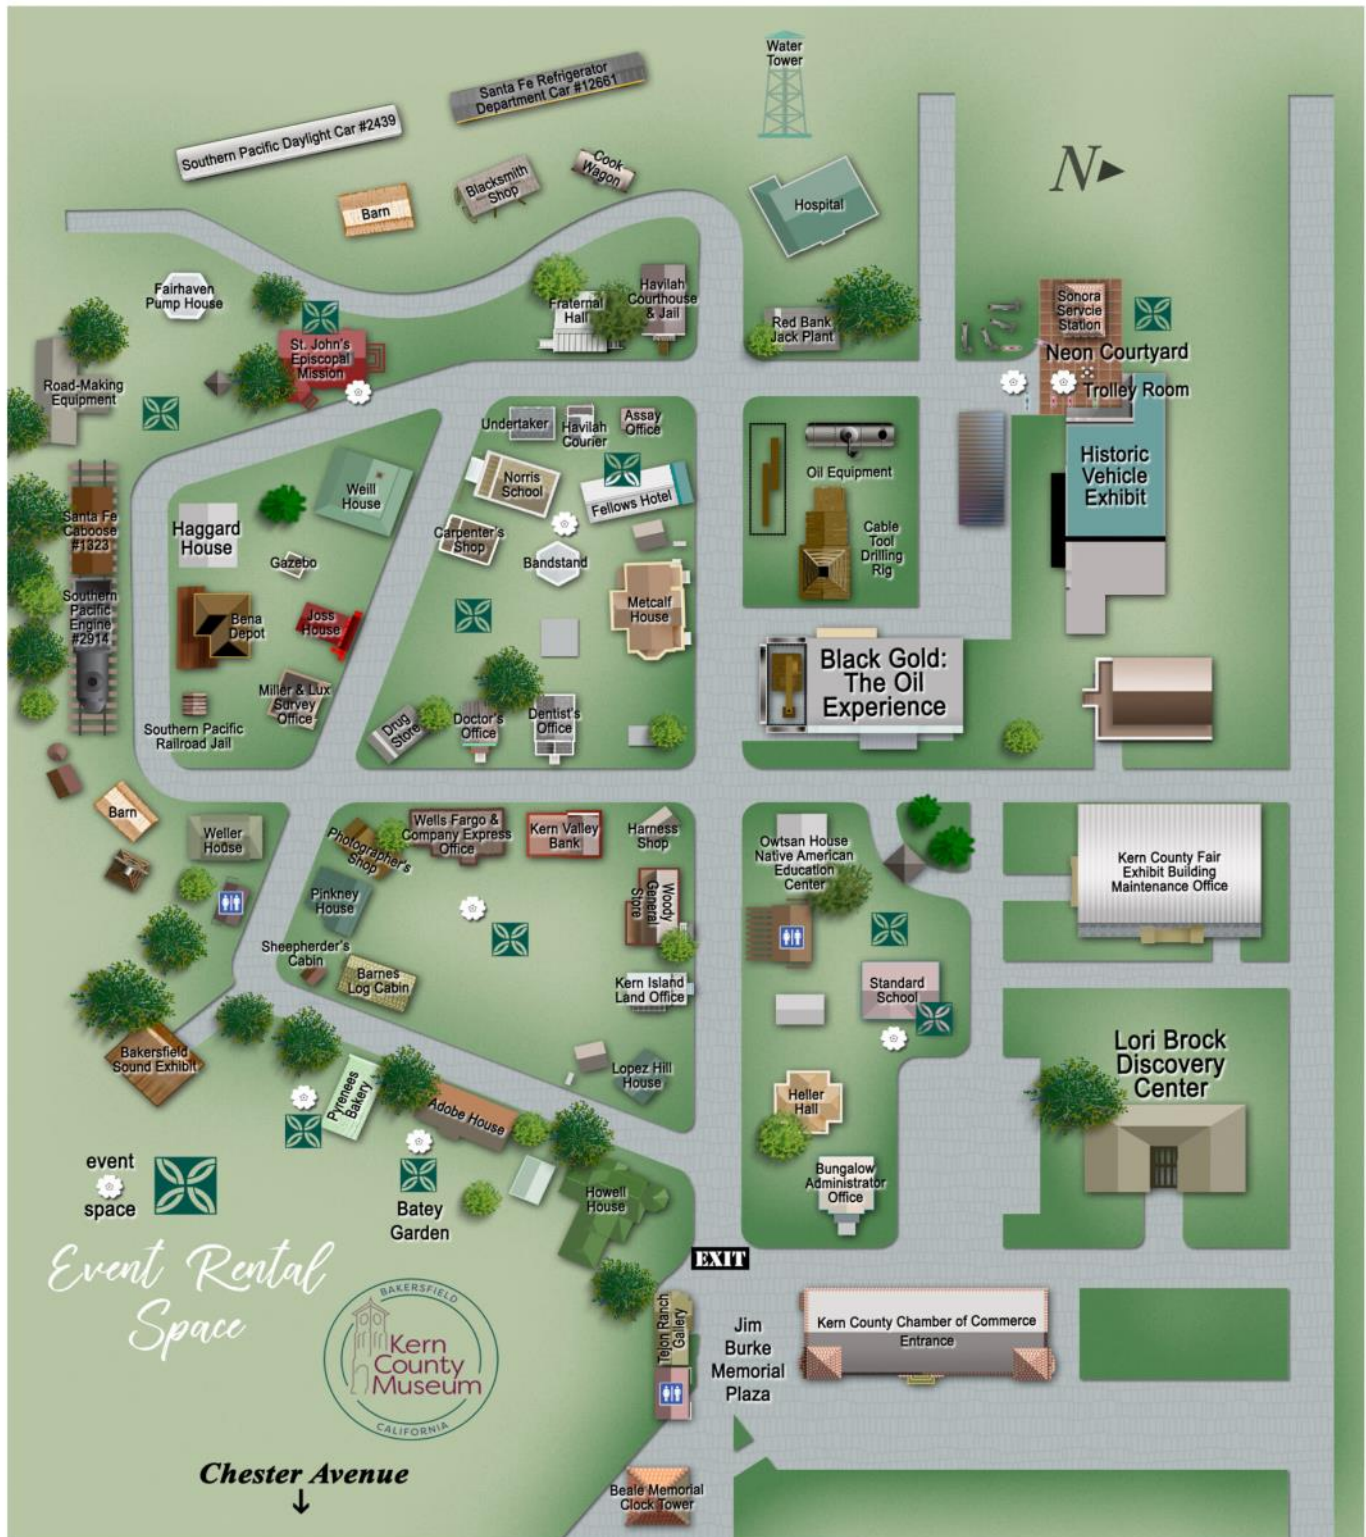 Water
Tower
Santa Fe Refrigerator
Department Car #12661
Southern Pacific Daylight Car #2439
N
Cook
Wagon
Blacksmith
Shop
Barn
Hospital
Fairhaven
Pump House
Havilah
Courthouse
& Jail
Fraternal
Hall
Red Bank
Jack Plant
Sonora
Servcie
Station
Neon Courtyard
Trolley Room
St. John's
Episcopal
Mission
Road-Making
Equipment
Undertaker
Havilah
Courier
Assay
Office
Historic
Vehicle
Exhibit
Oil Equipment
Norris
School
Fellows Hotel
Weill
House
Santa Fe
Caboose
#1323
Haggard
House
Carpenter's
Shop
Cable
Tool
Drilling
Rig
Gazebo
Bandstand
Southern
Pacific
Engine
#2914
Bena
Depot
Joss
House
Metcalf
House
Black Gold:
The Oil
Experience
Miller & Lux
Survey
Office
Southern Pacific
Railroad Jail
Drug
Store
Doctor's
Office
Dentist's
Office
Barn
Weller
House
Photographer's
Shop
Wells Fargo &
Company Express
Office
Kern Valley
Bank
Harness
Shop
Owtsan House
Native American
Education
Center
Kern County Fair
Exhibit Building
Maintenance Office
Pinkney
House
Woody
General
Store
Sheepherder's
Cabin
Barnes
Log Cabin
Kern Island
Land Office
Standard
School
Bakersfield
Sound Exhibit
Pyrenees
Bakery
Adobe House
Lopez Hill
House
Heller
Hall
Lori Brock
Discovery
Center
event
space
Batey
Garden
Howell
House
Bungalow
Administrator
Office
Event Rental
Space
EXIT
BAKERSFIELD
Kern
County
Museum
CALIFORNIA
Tejon Ranch
Gallery
Jim
Burke
Memorial
Plaza
Kern County Chamber of Commerce
Entrance
Chester Avenue
Beale Memorial
Clock Tower